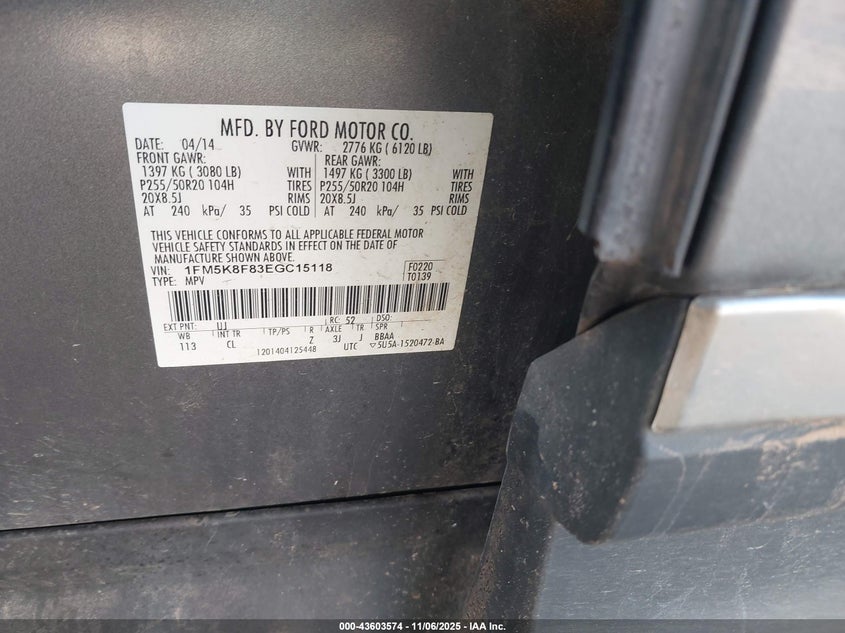 MFD. BY FORD MOTOR CO.
DATE: 04/14 GVWR: 2776 KG ( 6120 LB)
FRONT GAWR: REAR GAWR:
1397 KG ( 3080 LB) WITH 1497 KG ( 3300 LB) WITH
P255/50R20 104H TIRES P255/50R20 104H TIRES
20X8.5J RIMS 20X8.5J RIMS
AT 240 kPa/ 35 PSI COLD AT 240 kPa/ 35 PSI COLD
THIS VEHICLE CONFORMS TO ALL APPLICABLE FEDERAL MOTOR
VEHICLE SAFETY STANDARDS IN EFFECT ON THE DATE OF
MANUFACTURE SHOWN ABOVE.
VIN: 1FM5K8F83EGC15118 F0220
TYPE: MPV T0139
EXT PNT: UJ RC: 52 DSO:
WB INT TR TP/PS R AXLE TR SPR
113 CL Z 3J J BBAA
1201404125448 UTC ▽5U5A-1520472-BA
000-43603574 | 11/06/2025 | IAA Inc.